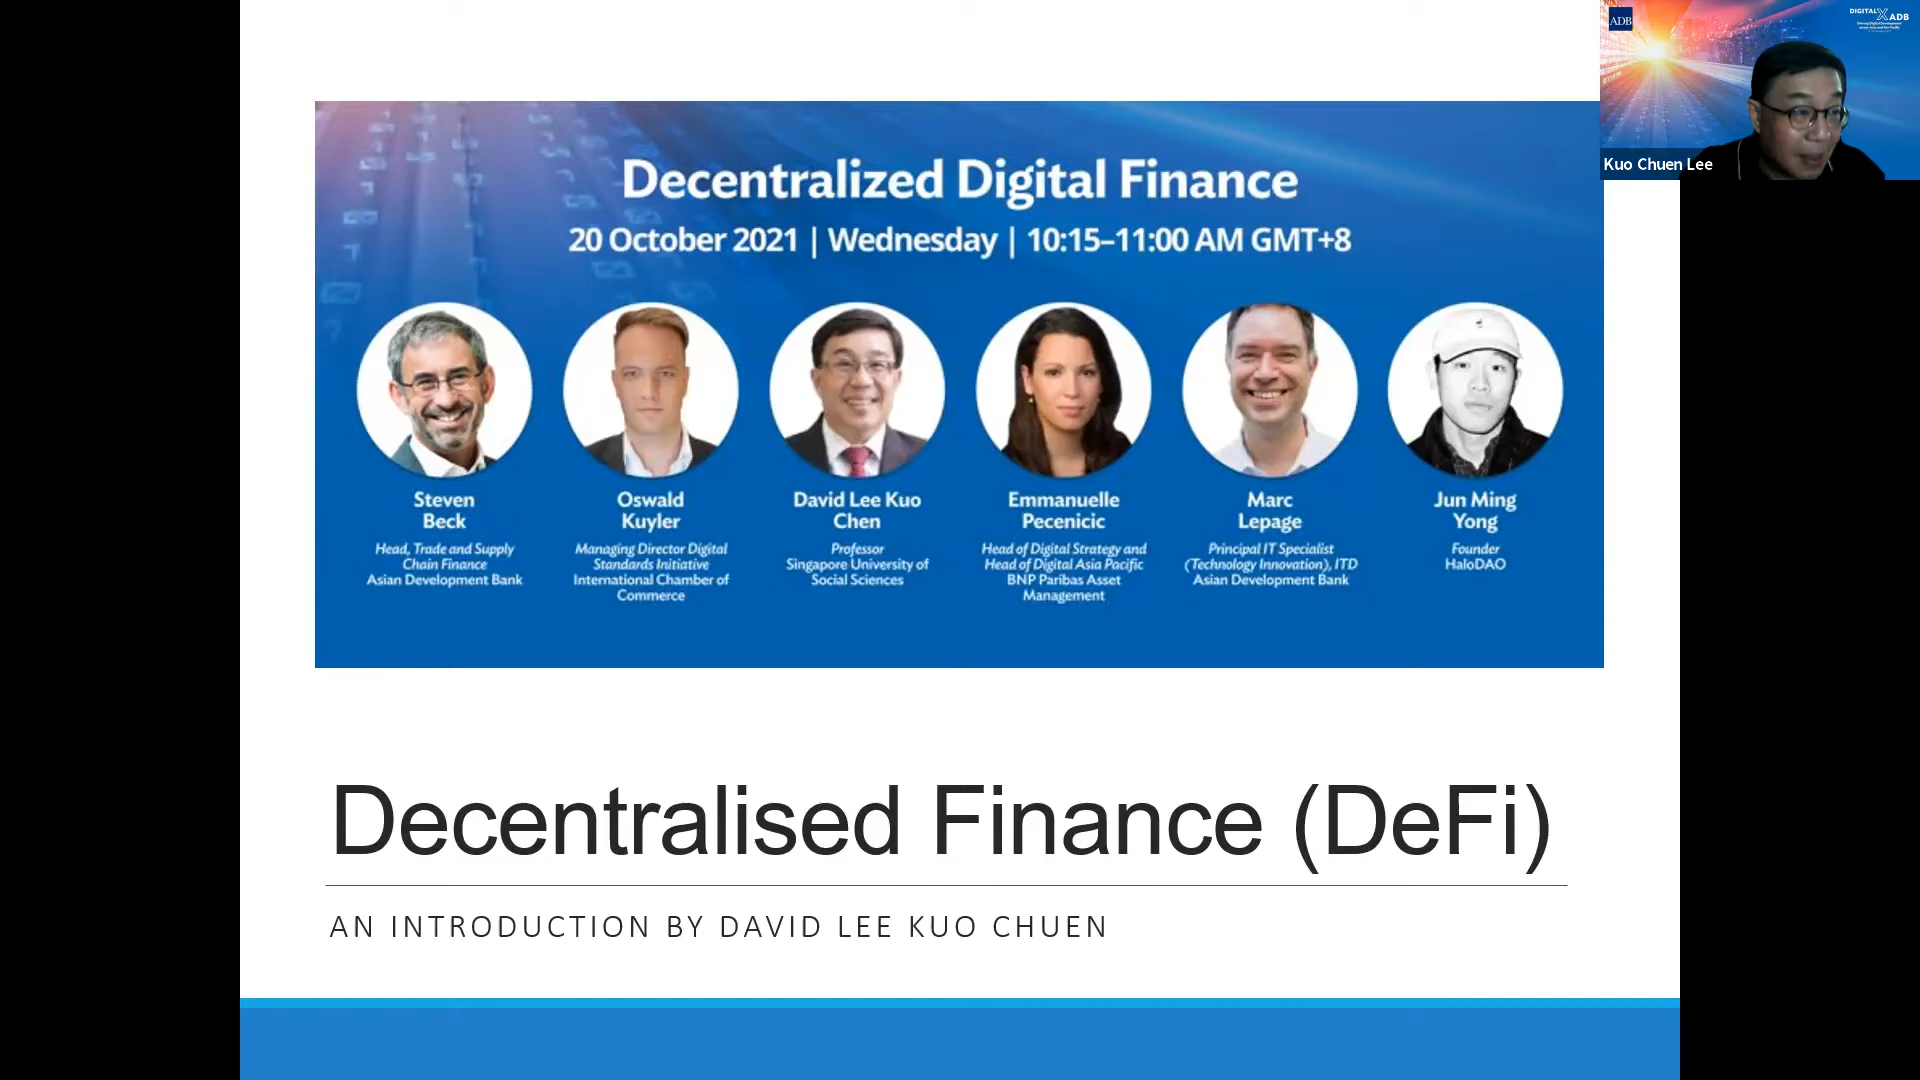 ADB
DIGITAL X ADB
Kuo Chuen Lee
Decentralized Digital Finance
20 October 2021 | Wednesday | 10:15–11:00 AM GMT+8
Steven
Beck
Head, Trade and Supply
Chain Finance
Asian Development Bank
Oswald
Kuyler
Managing Director Digital
Standards Initiative
International Chamber of
Commerce
David Lee Kuo
Chen
Professor
Singapore University of
Social Sciences
Emmanuelle
Pecenicic
Head of Digital Strategy and
Head of Digital Asia Pacific
BNP Paribas Asset
Management
Marc
Lepage
Principal IT Specialist
(Technology Innovation), ITD
Asian Development Bank
Jun Ming
Yong
Founder
HaloDAO
Decentralised Finance (DeFi)
AN INTRODUCTION BY DAVID LEE KUO CHUEN